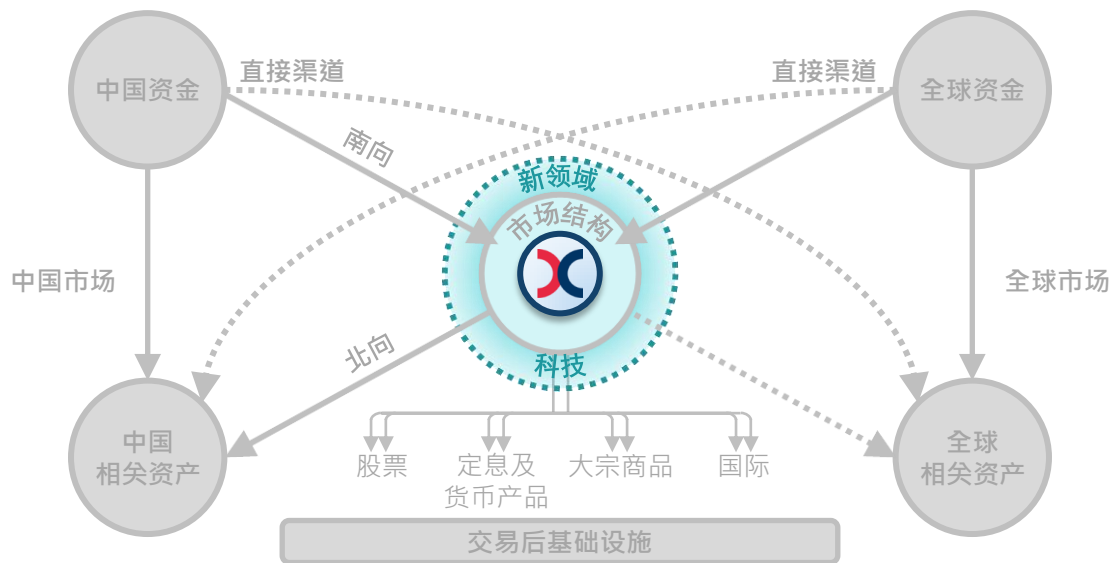 中国资金
直接渠道
直接渠道
全球资金
南向
新领域
市场结构
中国市场
全球市场
北向
科技
中国
相关资产
股票
定息及
货币产品
大宗商品
国际
全球
相关资产
交易后基础设施